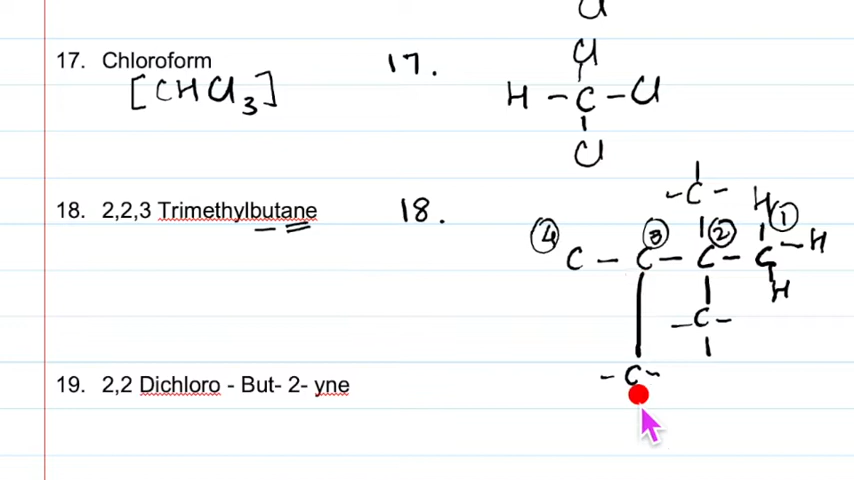 Cl
17. Chloroform 17. Cl
[CHCl3] H – C – Cl
Cl
– C –
18. 2,2,3 Trimethylbutane 18. H ①
④ ③ ② 
C – C – C – C – H
H
– C –
– C –
19. 2,2 Dichloro - But- 2- yne